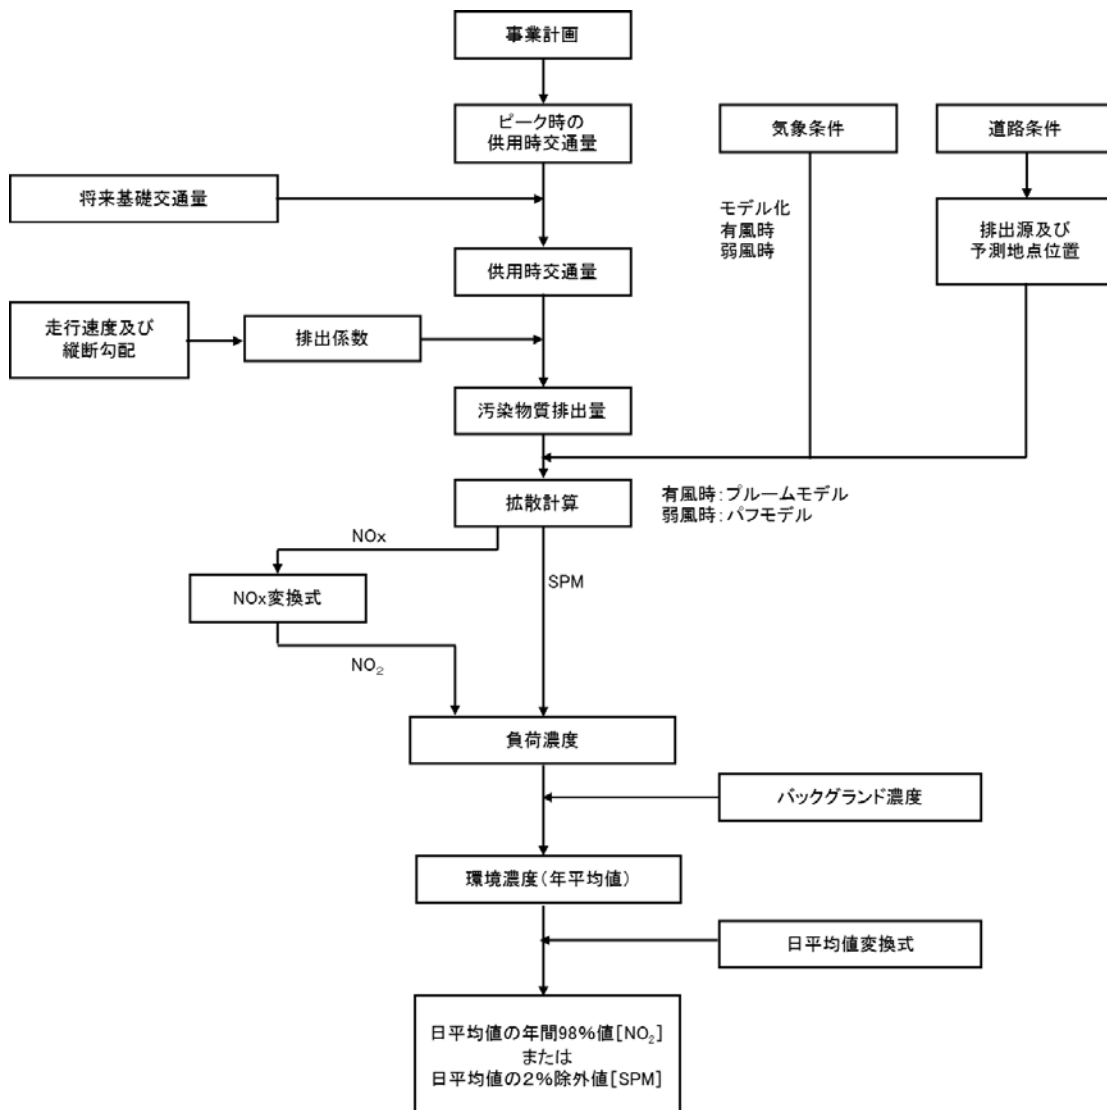 事業計画
ピーク時の
供用時交通量
気象条件
道路条件
将来基礎交通量
モデル化
有風時
弱風時
排出源及び
予測地点位置
供用時交通量
走行速度及び
縦断勾配
排出係数
汚染物質排出量
拡散計算
有風時:プルームモデル
弱風時:パフモデル
NOx
SPM
NOx変換式
NO₂
負荷濃度
バックグランド濃度
環境濃度(年平均値)
日平均値変換式
日平均値の年間98%値[NO₂]
または
日平均値の2%除外値[SPM]